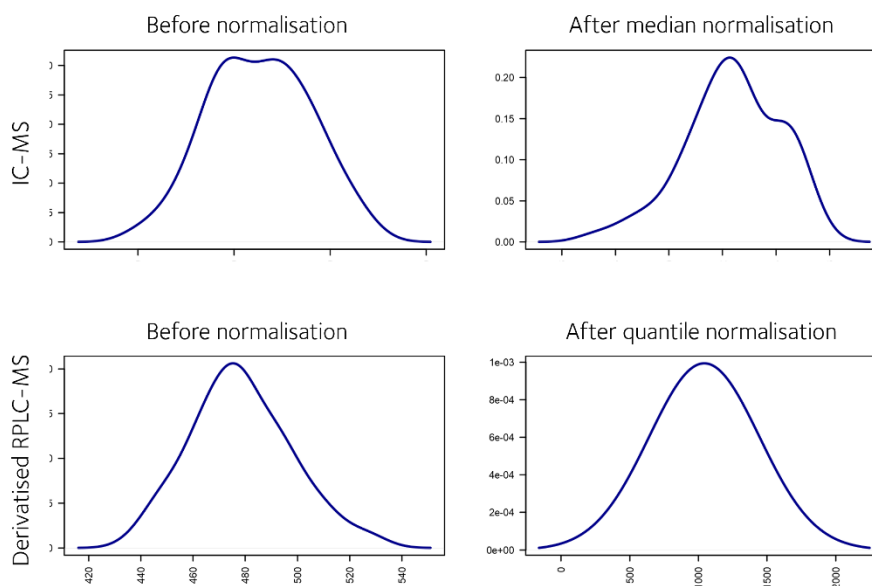 Before normalisation
After median normalisation
IC-MS
0.20
0.15
0.10
0.05
0.00
Before normalisation
After quantile normalisation
Derivatised RPLC-MS
1e-03
8e-04
6e-04
4e-04
2e-04
0e+00
420
440
460
480
500
520
540
0
500
1000
1500
2000